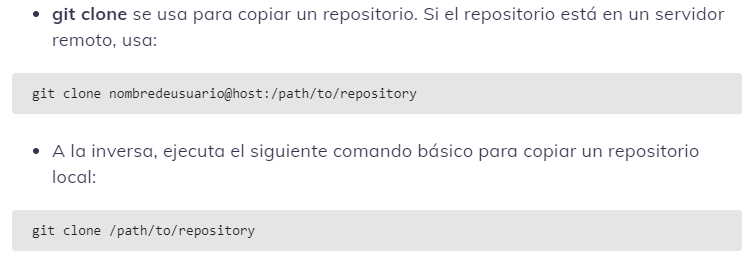 • git clone se usa para copiar un repositorio. Si el repositorio está en un servidor
remoto, usa:
git clone nombredeusuario@host:/path/to/repository
• A la inversa, ejecuta el siguiente comando básico para copiar un repositorio
local:
git clone /path/to/repository